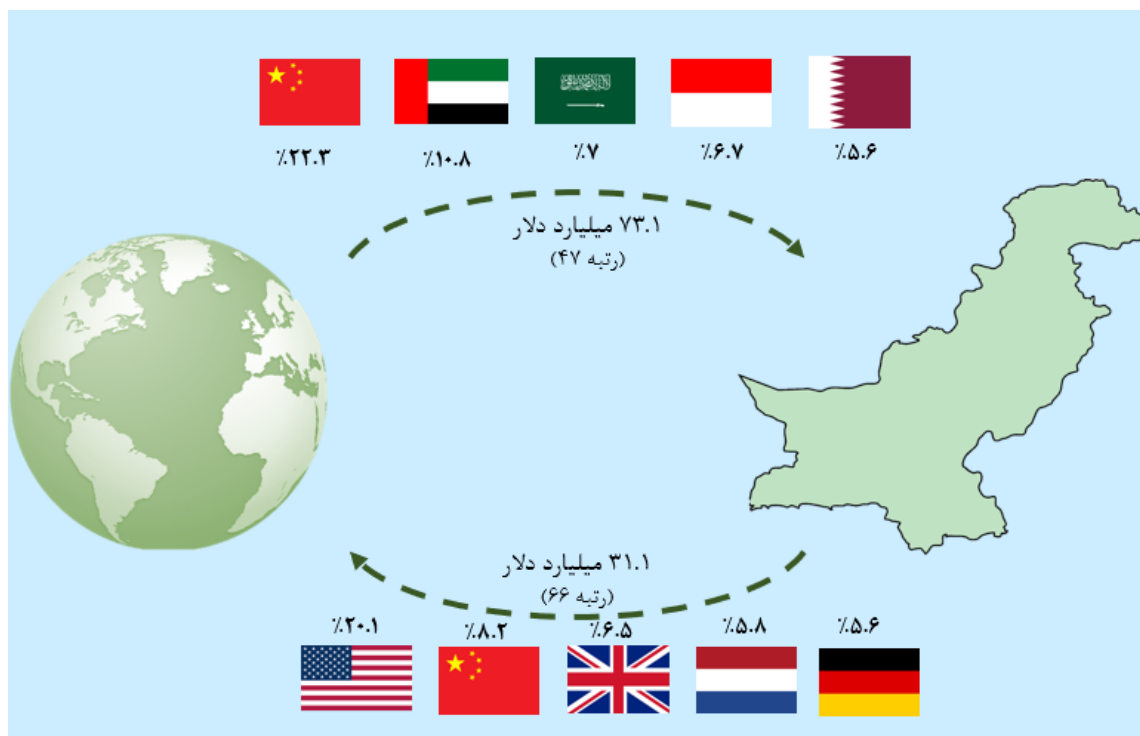 ٪۲۲.۳
٪۱۰.۸
٪۷
٪۶.۷
٪۵.۶
۷۳.۱ میلیارد دلار
(رتبه ۴۷)
۳۱.۱ میلیارد دلار
(رتبه ۶۶)
٪۲۰.۱
٪۸.۲
٪۶.۵
٪۵.۸
٪۵.۶